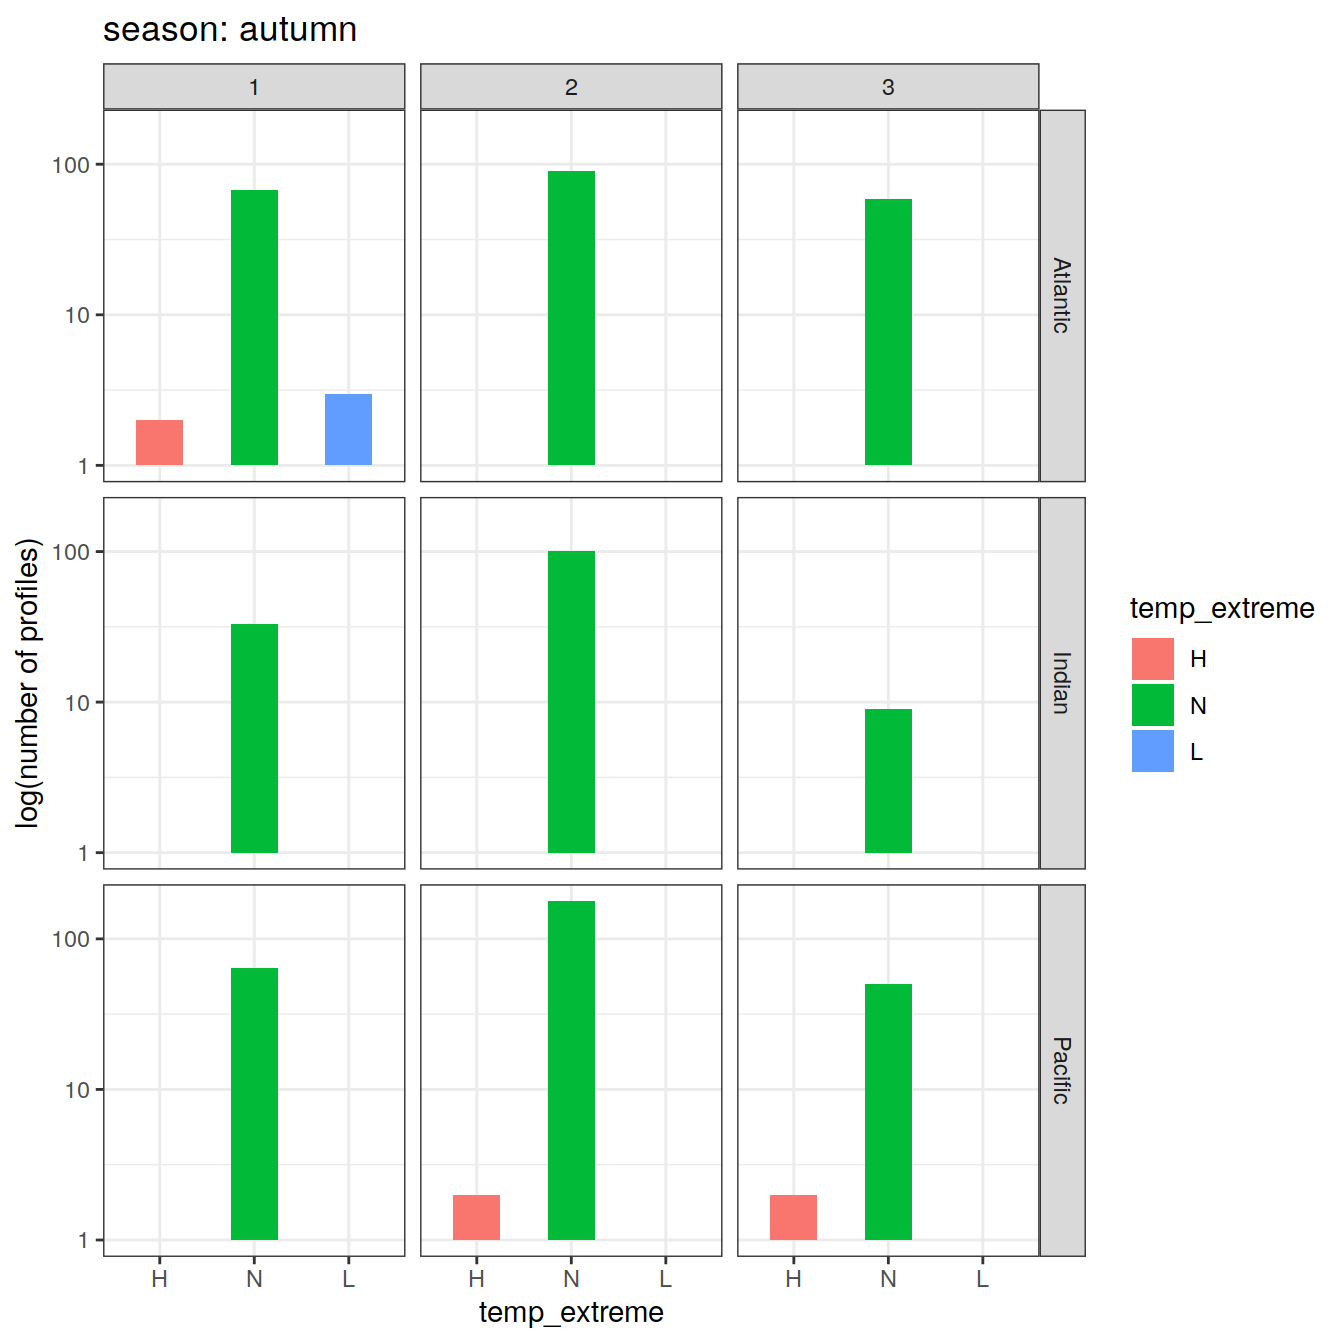 season: autumn
1 2 3
100
10
1
Atlantic
100
10
1
Indian
100
10
1
Pacific
log(number of profiles)
H N L H N L H N L
temp_extreme
temp_extreme
H
N
L